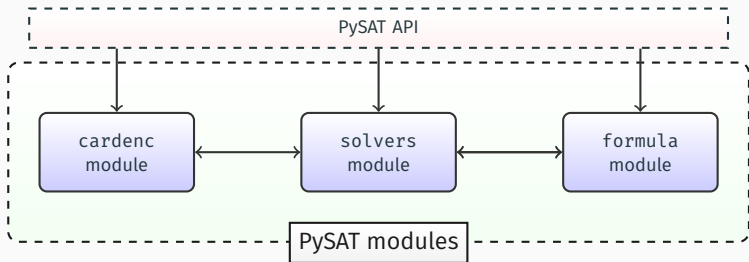 PySAT API
cardenc
module
solvers
module
formula
module
PySAT modules